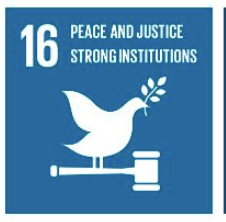 16 PEACE AND JUSTICE
STRONG INSTITUTIONS